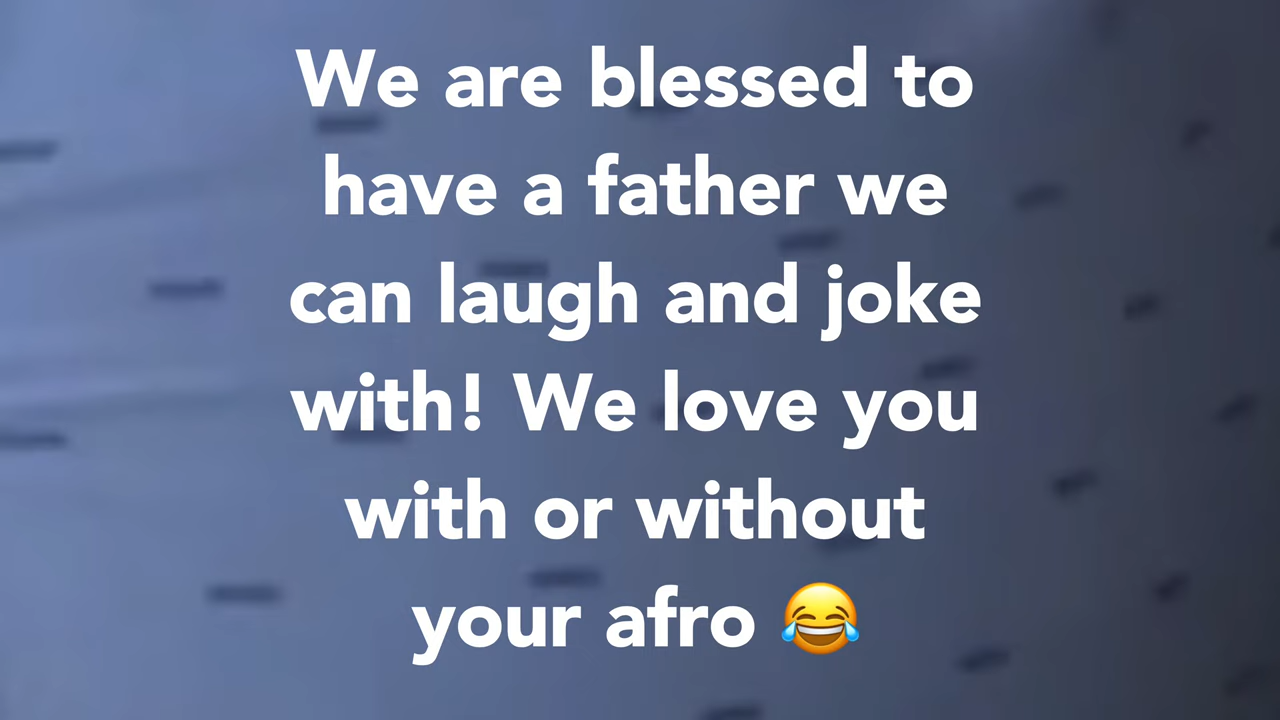 We are blessed to
have a father we
can laugh and joke
with! We love you
with or without
your afro 😂